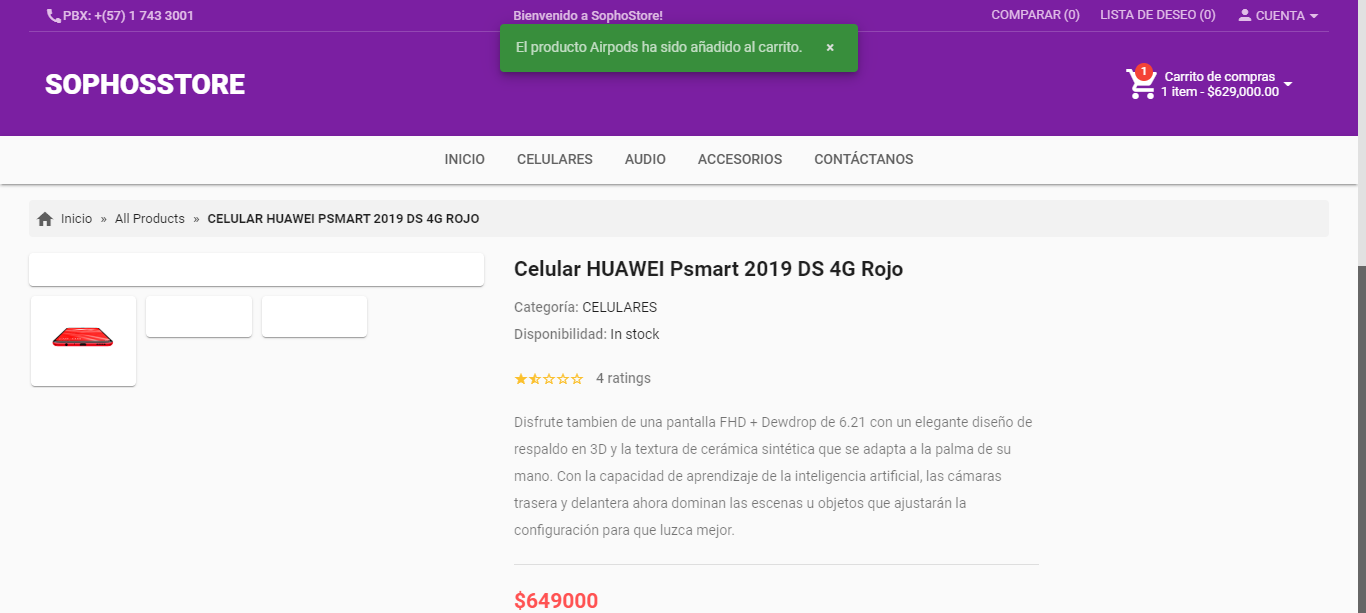 PBX: +(57) 1 743 3001
Bienvenido a SophoStore!
COMPARAR (0)
LISTA DE DESEO (0)
CUENTA
El producto Airpods ha sido añadido al carrito. ×
SOPHOSSTORE
1
Carrito de compras
1 item - $629,000.00
INICIO CELULARES AUDIO ACCESORIOS CONTÁCTANOS
Inicio » All Products » CELULAR HUAWEI PSMART 2019 DS 4G ROJO
Celular HUAWEI Psmart 2019 DS 4G Rojo
Categoría: CELULARES
Disponibilidad: In stock
4 ratings
Disfrute tambien de una pantalla FHD + Dewdrop de 6.21 con un elegante diseño de
respaldo en 3D y la textura de cerámica sintética que se adapta a la palma de su
mano. Con la capacidad de aprendizaje de la inteligencia artificial, las cámaras
trasera y delantera ahora dominan las escenas u objetos que ajustarán la
configuración para que luzca mejor.
$649000